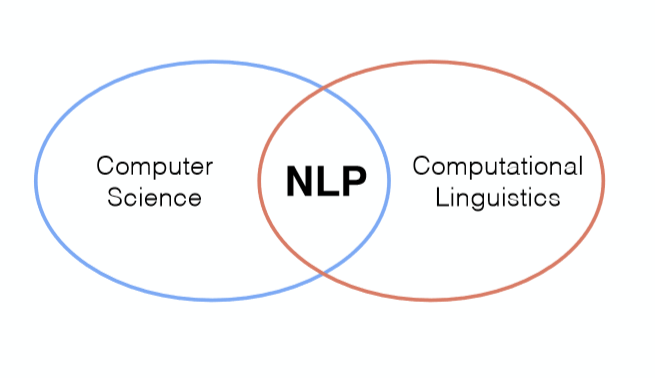 Computer
Science
NLP
Computational
Linguistics